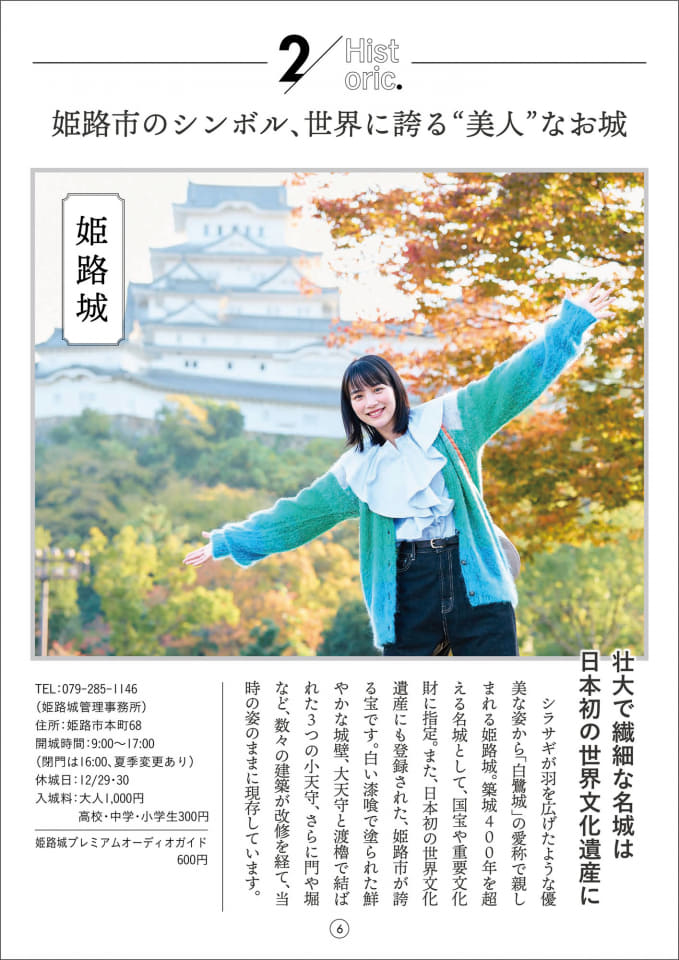 2/Hist
oric.
姫路市のシンボル、世界に誇る“美人”なお城
姫路城
壮大で繊細な名城は
日本初の世界文化遺産に
シラサギが羽を広げたような優
美な姿から「白鷺城」の愛称で親し
まれる姫路城。築城400年を超
える名城として、国宝や重要文化
財に指定。また、日本初の世界文化
遺産にも登録された、姫路市が誇
る宝です。白い漆喰で塗られた鮮
やかな城壁、大天守と渡櫓で結ば
れた3つの小天守、さらに門や堀
など、数々の建築が改修を経て、当
時の姿のままに現存しています。
TEL:079-285-1146
(姫路城管理事務所)
住所:姫路市本町68
開城時間:9:00〜17:00
(閉門は16:00、夏季変更あり)
休城日:12/29・30
入城料:大人1,000円
高校・中学・小学生300円
姫路城プレミアムオーディオガイド
600円
6